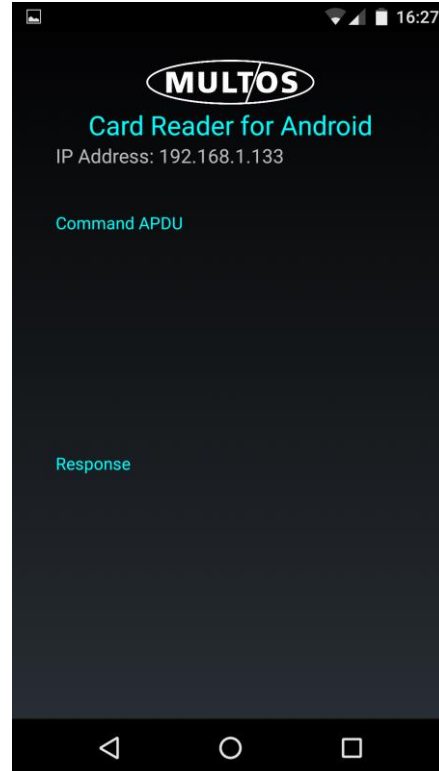 16:27
MULTOS
Card Reader for Android
IP Address: 192.168.1.133
Command APDU
Response